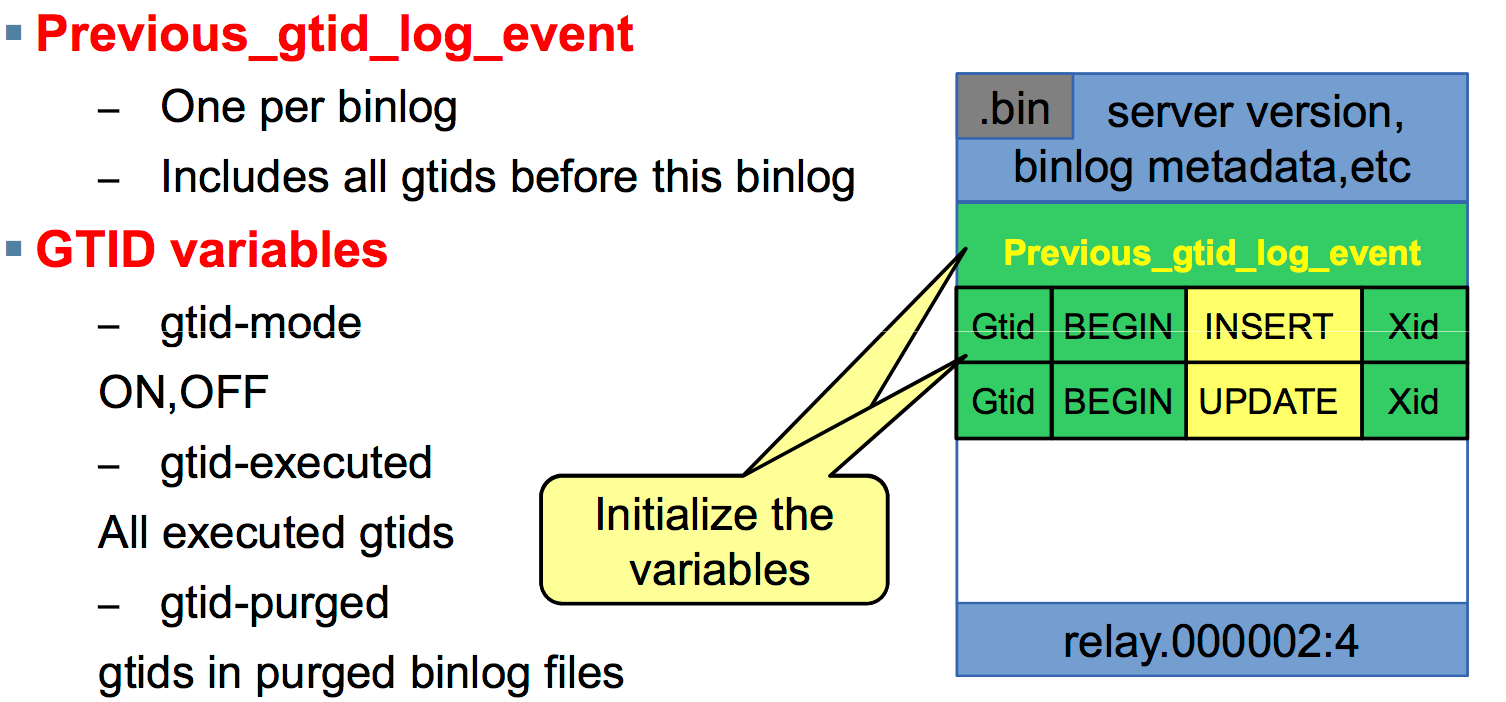 Previous_gtid_log_event
– One per binlog
– Includes all gtids before this binlog
GTID variables
– gtid-mode
ON,OFF
– gtid-executed
All executed gtids
– gtid-purged
gtids in purged binlog files
.bin server version,
binlog metadata,etc
Previous_gtid_log_event
Gtid BEGIN INSERT Xid
Gtid BEGIN UPDATE Xid
Initialize the
variables
relay.000002:4